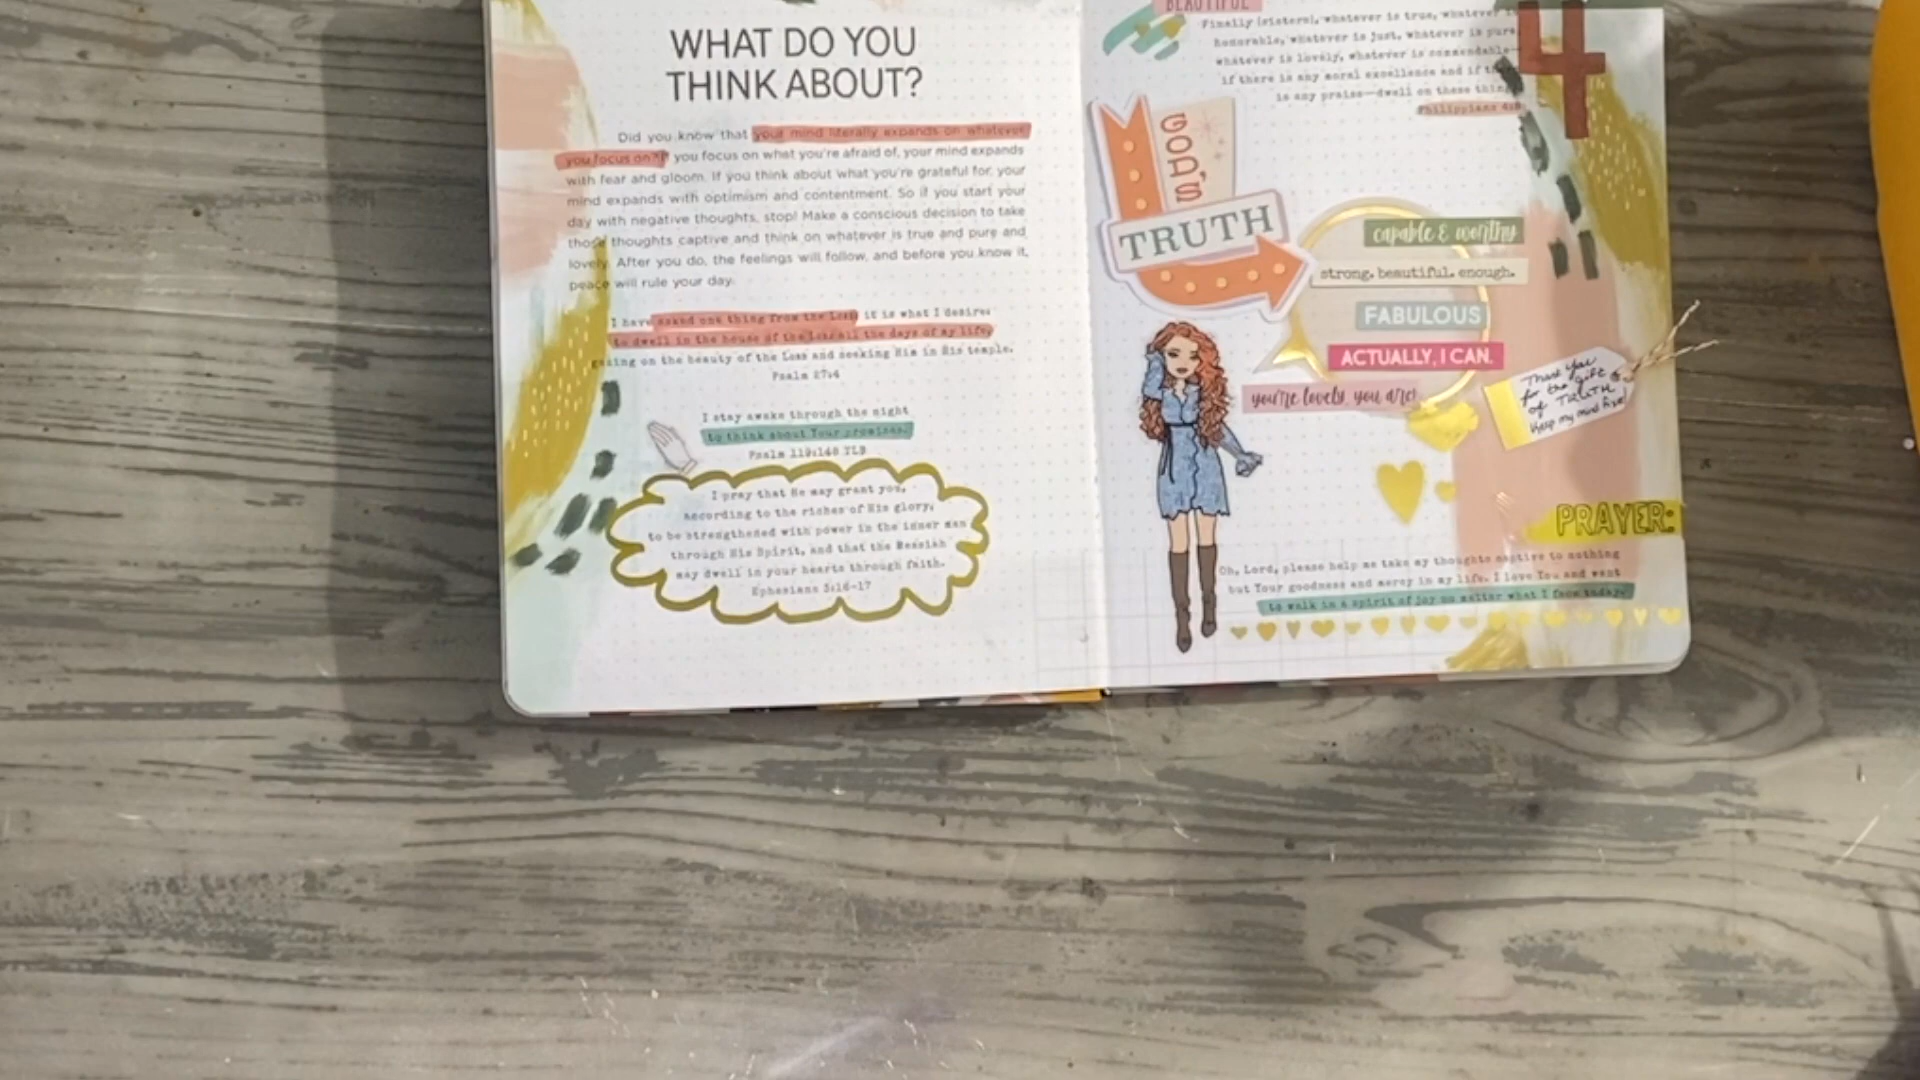 WHAT DO YOU
THINK ABOUT?
Did you know that your mind literally expands on whatever
you focus on? If you focus on what you're afraid of, your mind expands
with fear and gloom. If you think about what you're grateful for, your
mind expands with optimism and contentment. So if you start your
day with negative thoughts, stop! Make a conscious decision to take
those thoughts captive and think on whatever is true and pure and
lovely. After you do, the feelings will follow, and before you know it,
peace will rule your day.
I have asked one thing from the Lord; it is what I desire:
to dwell in the house of the Lord all the days of my life,
gazing on the beauty of the Lord and seeking Him in His temple.
Psalm 27:4
I stay awake through the night
to think about Your promises.
Psalm 119:148 TLB
I pray that He may grant you,
according to the riches of His glory,
to be strengthened with power in the inner man
through His Spirit, and that the Messiah
may dwell in your hearts through faith.
Ephesians 3:16-17
BEAUTIFUL
4
Finally [sisters], whatever is true, whatever is
honorable, whatever is just, whatever is pure
whatever is lovely, whatever is commendable—
if there is any moral excellence and if there
is any praise—dwell on these things
Philippians 4:8
GOD'S
TRUTH
capable & worthy
strong. beautiful. enough.
FABULOUS
ACTUALLY, I CAN.
you're lovely, you are!
Thank You
for the gift
of TRUTH.
Keep my mind fixed!
PRAYER:
Oh, Lord, please help me take my thoughts captive to nothing
but Your goodness and mercy in my life. I love You and want
to walk in a spirit of joy no matter what I face today.